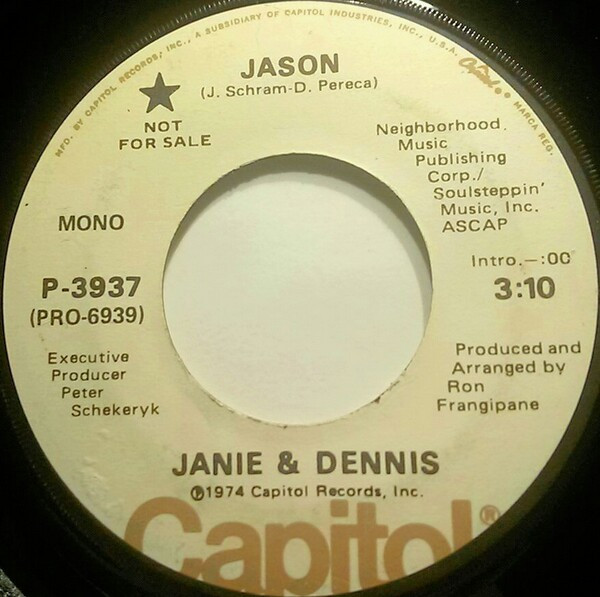 MFD. BY CAPITOL RECORDS, INC., A SUBSIDIARY OF CAPITOL INDUSTRIES, INC., U.S.A.
Capitol
MARCA REG.
JASON
(J. Schram-D. Pereca)
NOT
FOR SALE
Neighborhood
Music
Publishing
Corp./
Soulsteppin'
Music, Inc.
ASCAP
MONO
Intro.–:00
P-3937
3:10
(PRO-6939)
Executive
Producer
Peter
Schekeryk
Produced and
Arranged by
Ron
Frangipane
JANIE & DENNIS
Ⓟ1974 Capitol Records, Inc.
Capitol®